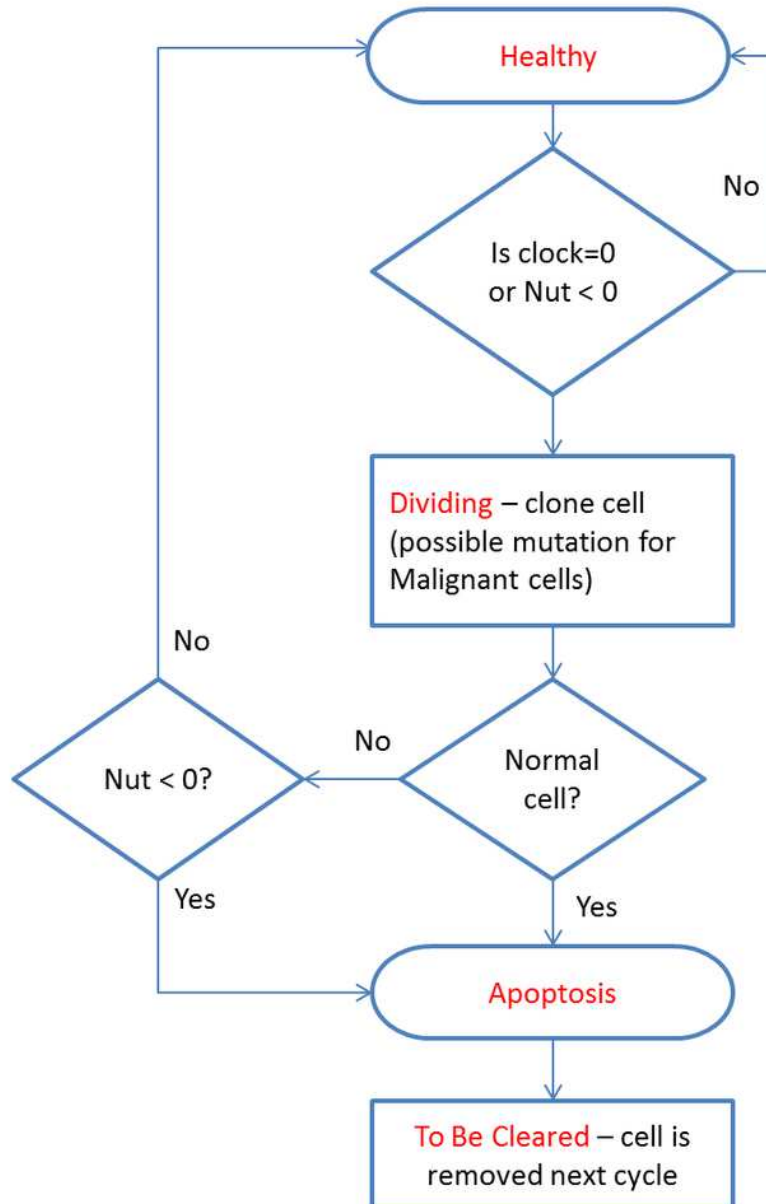 Healthy
No
Is clock=0
or Nut < 0
Dividing – clone cell
(possible mutation for
Malignant cells)
No
No
Nut < 0?
Normal
cell?
Yes
Yes
Apoptosis
To Be Cleared – cell is
removed next cycle